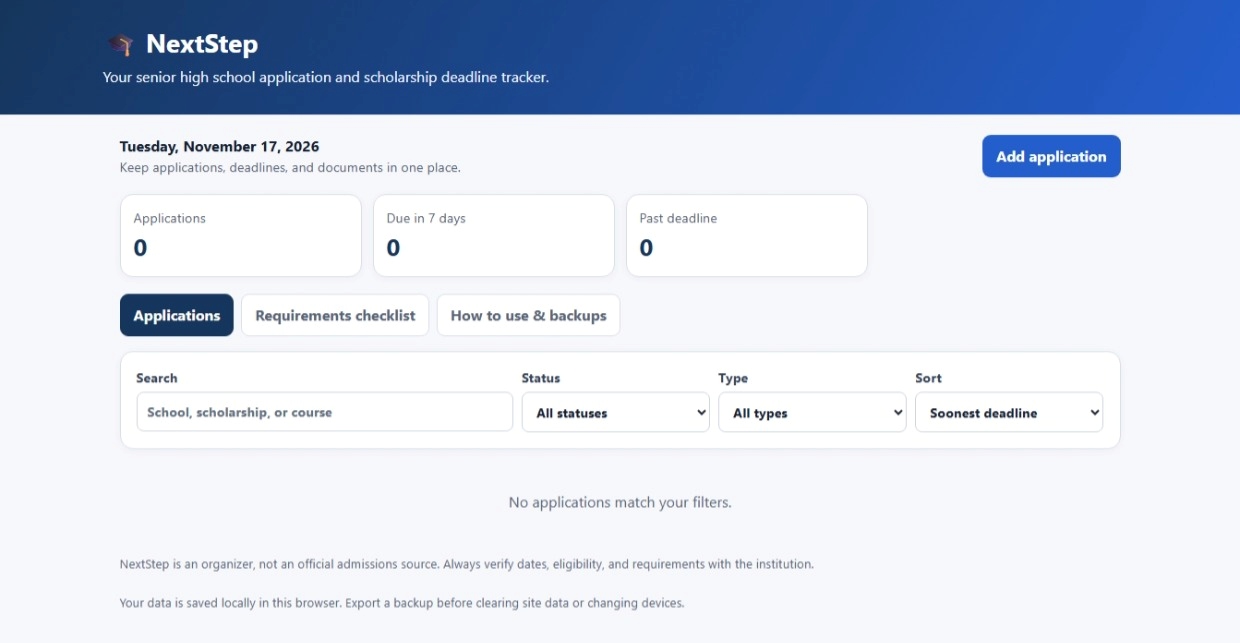 NextStep
Your senior high school application and scholarship deadline tracker.
Tuesday, November 17, 2026
Keep applications, deadlines, and documents in one place.
Add application
Applications
0
Due in 7 days
0
Past deadline
0
Applications
Requirements checklist
How to use & backups
Search
School, scholarship, or course
Status
All statuses
Type
All types
Sort
Soonest deadline
No applications match your filters.
NextStep is an organizer, not an official admissions source. Always verify dates, eligibility, and requirements with the institution.
Your data is saved locally in this browser. Export a backup before clearing site data or changing devices.